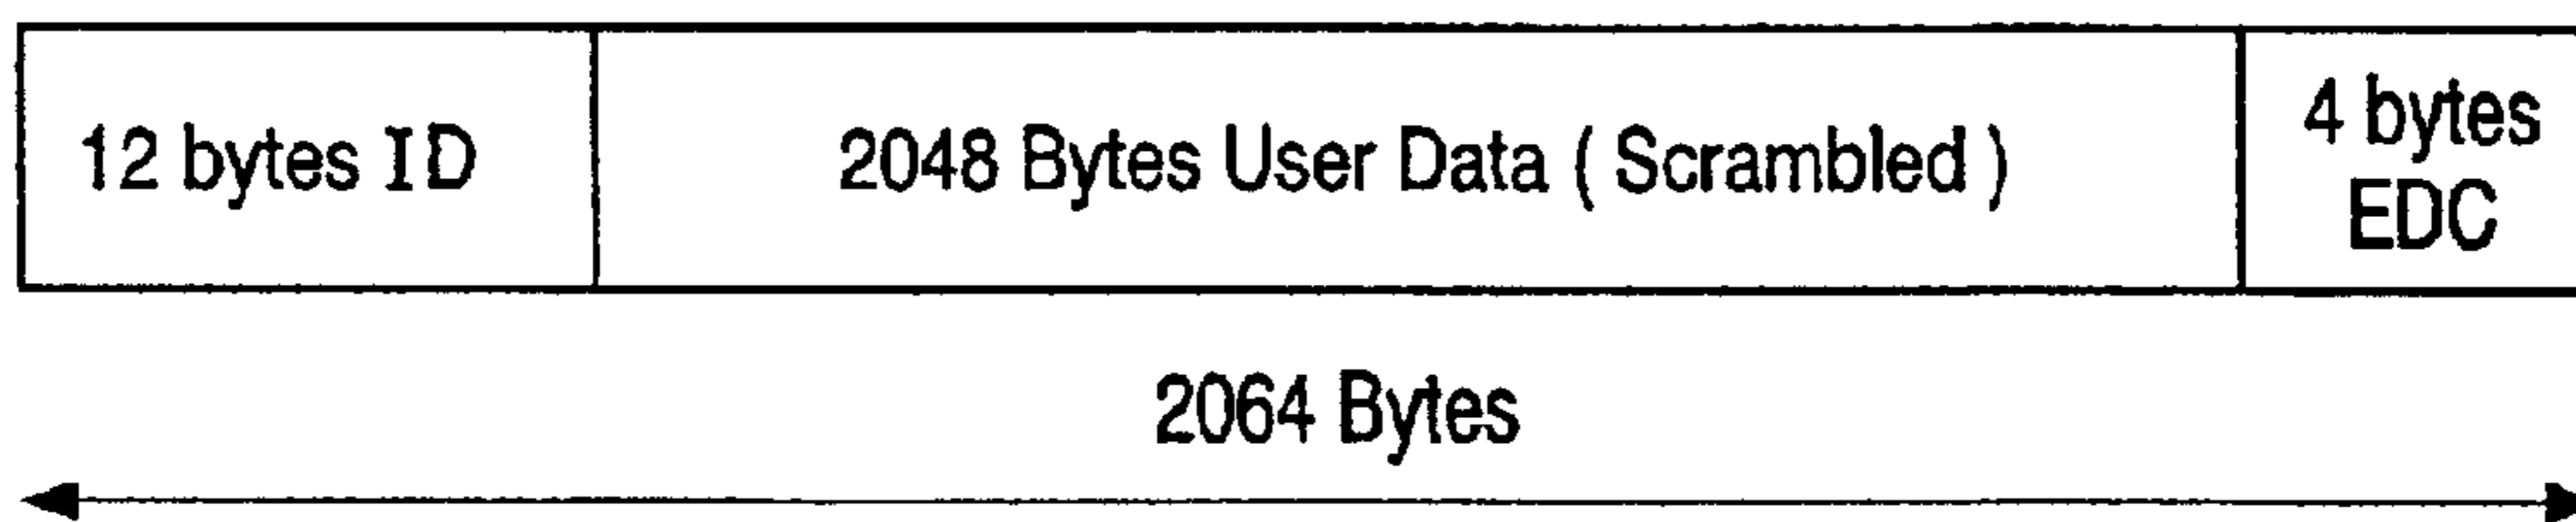 12 bytes ID
2048 Bytes User Data ( Scrambled )
4 bytes
EDC
2064 Bytes